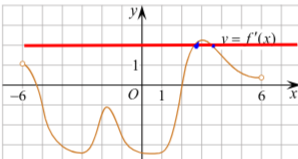 y
y = f'(x)
1
-6 O 1 6 x